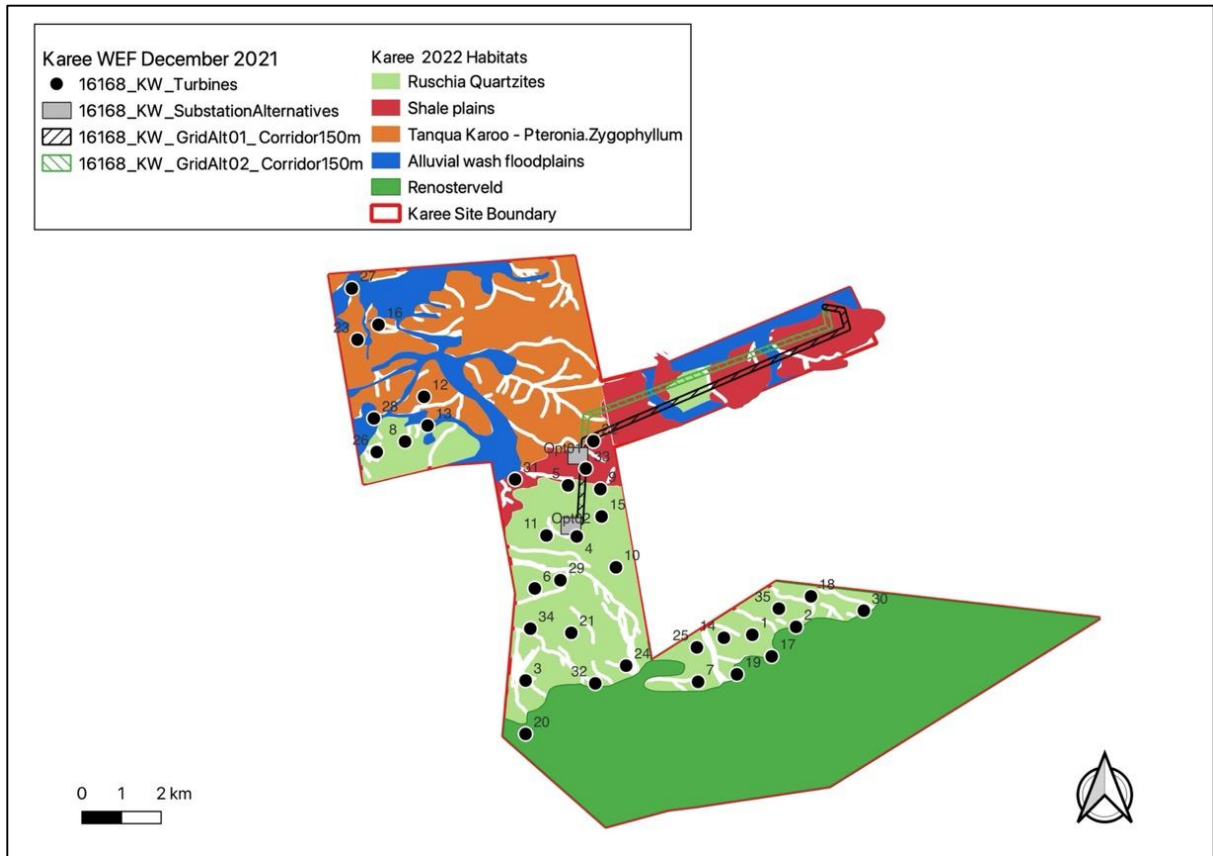 Karee WEF December 2021
16168_KW_Turbines
16168_KW_SubstationAlternatives
16168_KW_GridAlt01_Corridor150m
16168_KW_GridAlt02_Corridor150m
Karee 2022 Habitats
Ruschia Quartzites
Shale plains
Tanqua Karoo - Pteronia.Zygophyllum
Alluvial wash floodplains
Renosterveld
Karee Site Boundary
27
16
23
12
28
13
8
26
Opt01
33
31
5
9
15
Opt02
11
4
10
29
6
18
35
30
34
21
14
1
2
25
17
24
7
19
3
32
20
0 1 2 km